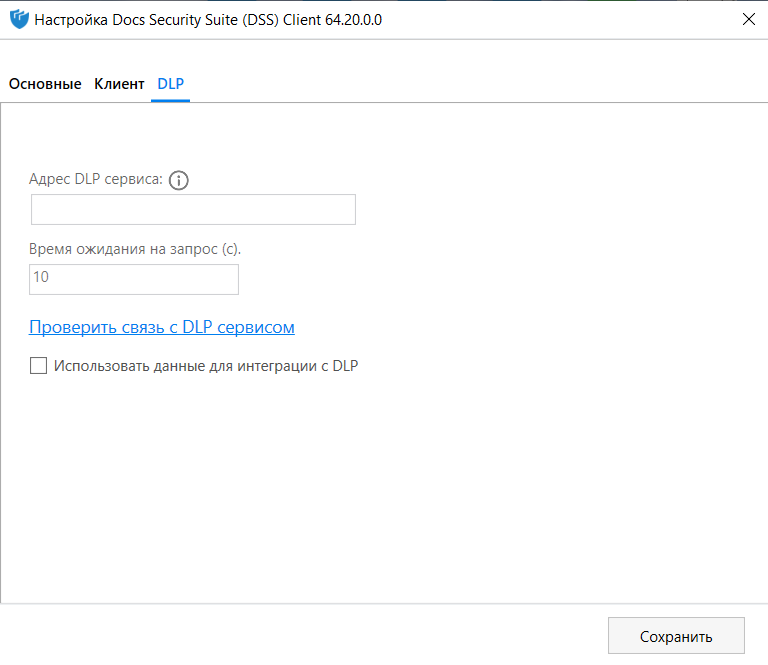 Настройка Docs Security Suite (DSS) Client 64.20.0.0
Основные Клиент DLP
Адрес DLP сервиса:
Время ожидания на запрос (с).
10
Проверить связь с DLP сервисом
Использовать данные для интеграции с DLP
Сохранить